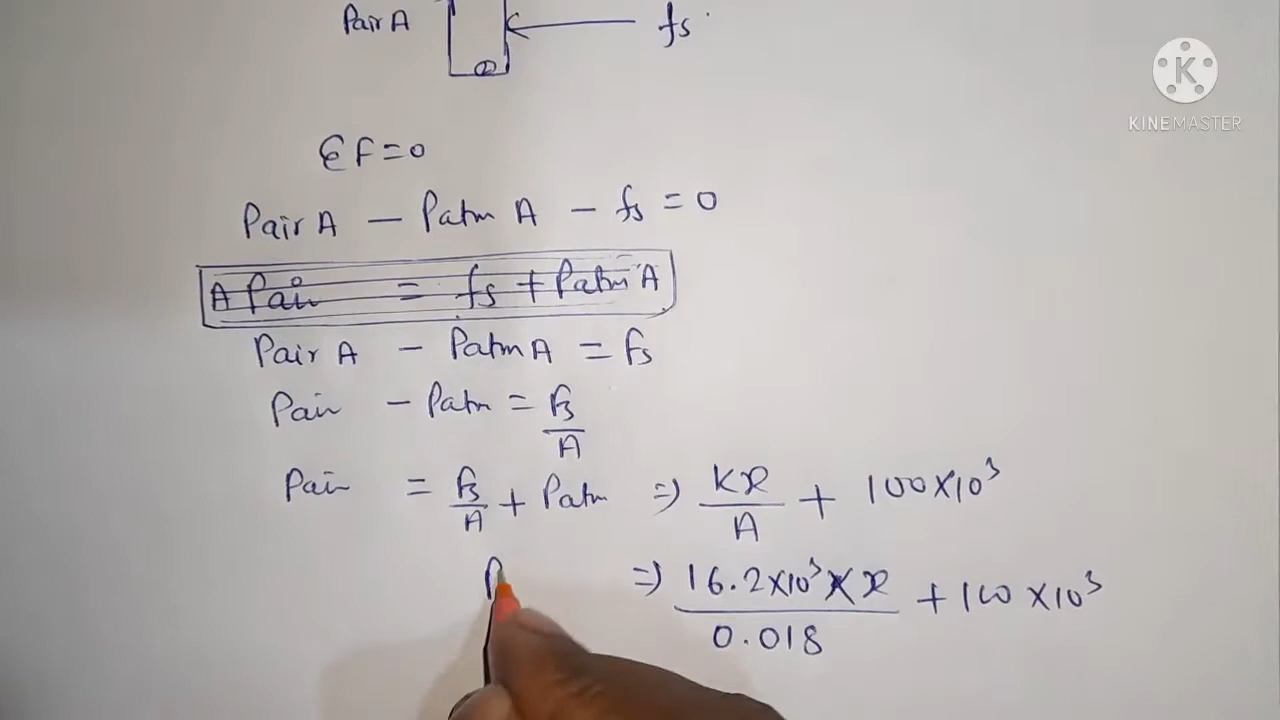 Pair A
fs
K
KINEMASTER
ΣF=0
Pair A - Patm A - fs = 0
A Pair = fs + Patm A
Pair A - Patm A = fs
Pair - Patm = fs/A
Pair = fs/A + Patm ⇒ Kx/A + 100×10³
P ⇒ 16.2×10³×x/0.018 + 100×10³